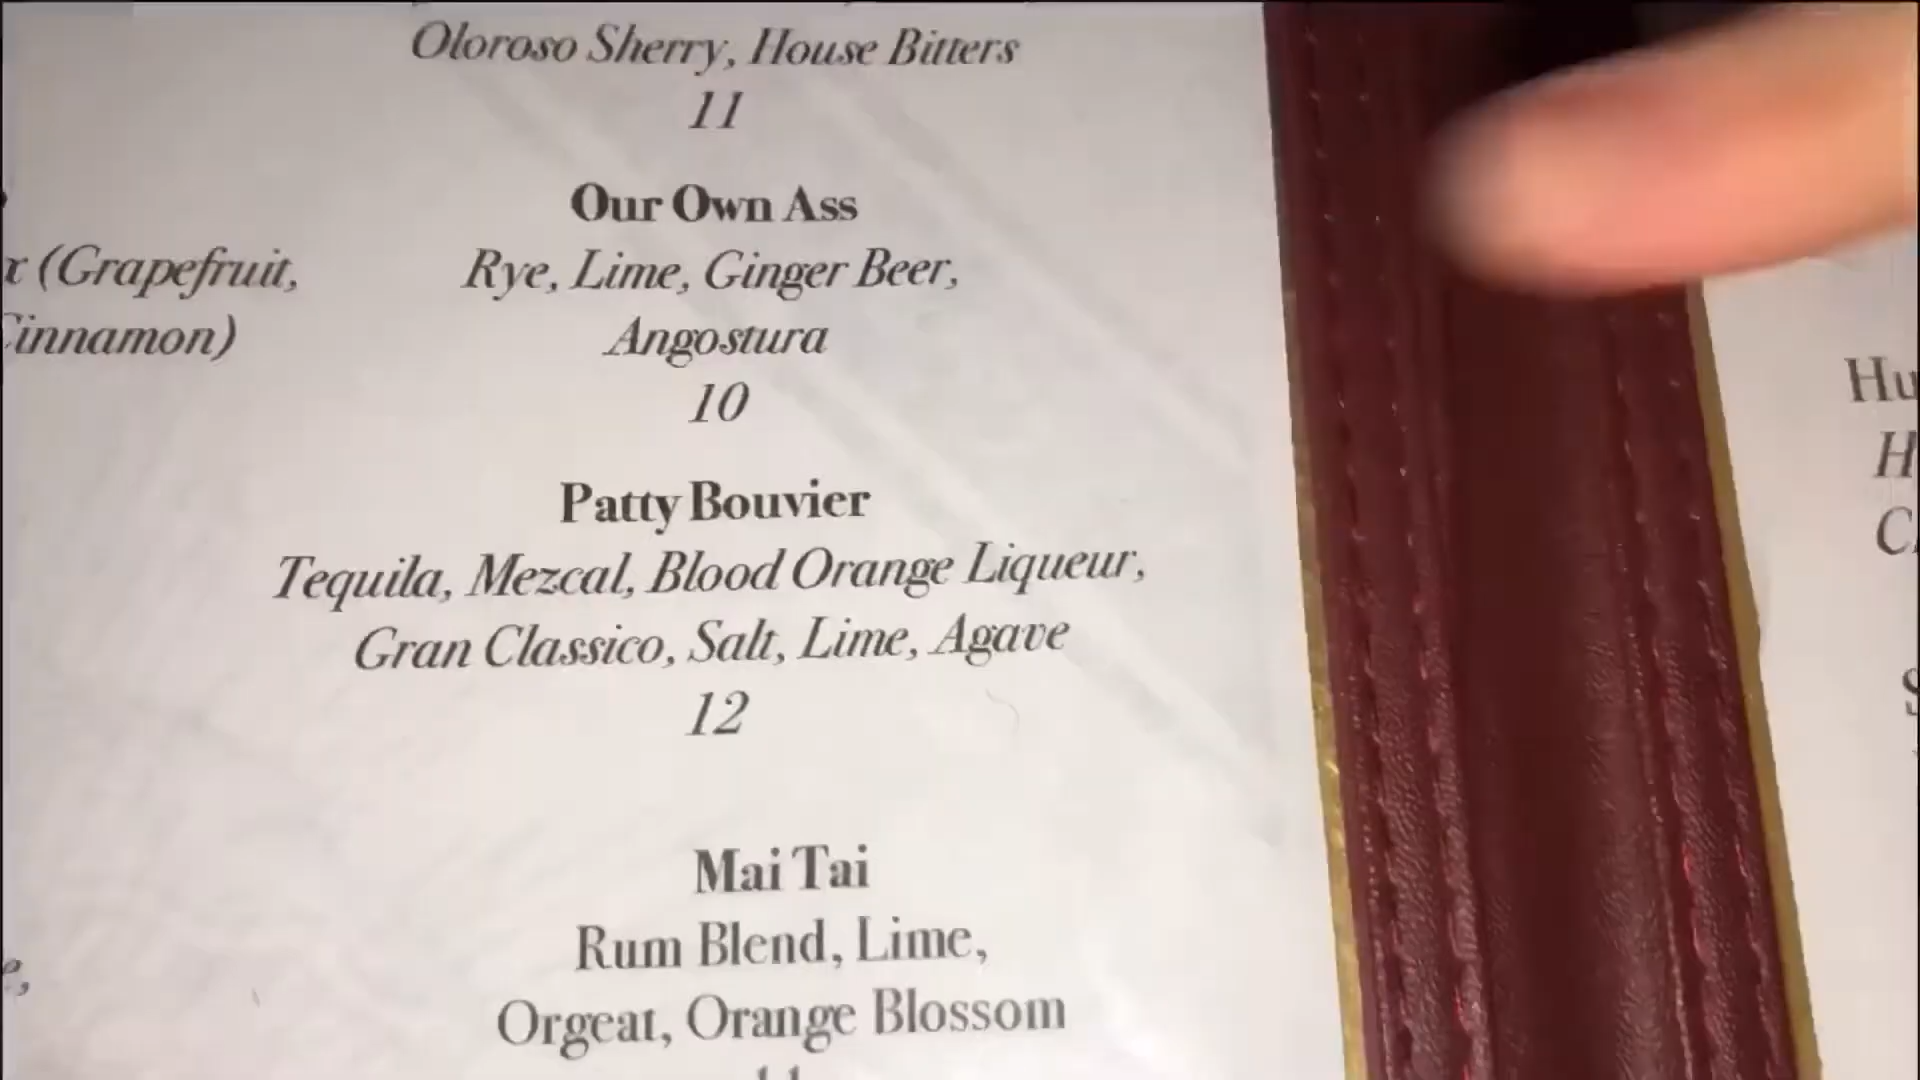 Oloroso Sherry, House Bitters
11
Our Own Ass
Rye, Lime, Ginger Beer,
Angostura
10
Patty Bouvier
Tequila, Mezcal, Blood Orange Liqueur,
Gran Classico, Salt, Lime, Agave
12
Mai Tai
Rum Blend, Lime,
Orgeat, Orange Blossom
(Grapefruit,
Cinnamon)